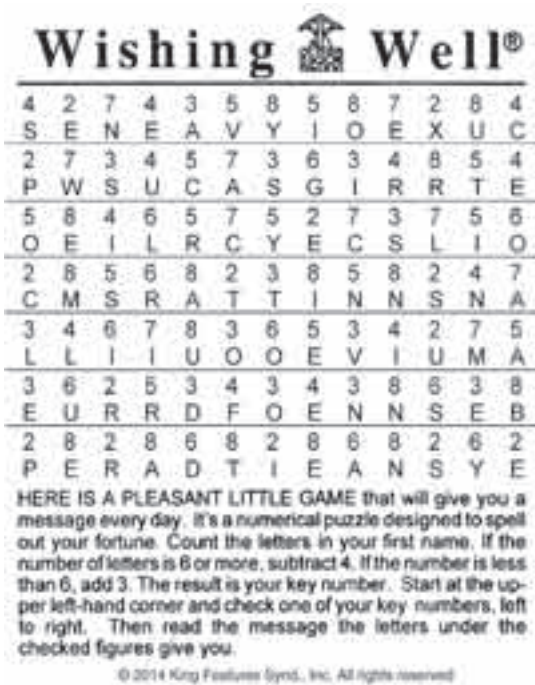 Wishing Well®
4 2 7 4 3 5 8 5 8 7 2 8 4
S E N E A V Y I O E X U C
2 7 3 4 5 7 3 6 3 4 8 5 4
P W S U C A S G I R R T E
5 8 4 6 5 7 5 2 7 3 7 5 6
O E I L R C Y E C S L I O
2 8 5 6 8 2 3 8 5 8 2 4 7
C M S R A T T I N N S N A
3 4 6 7 8 3 6 5 3 4 2 7 5
L L I I U O O E V I U M A
3 6 2 5 3 4 3 4 3 8 6 3 8
E U R R D F O E N N S E B
2 8 2 8 6 8 2 8 6 8 2 6 2
P E R A D T I E A N S Y E
HERE IS A PLEASANT LITTLE GAME that will give you a
message every day. It's a numerical puzzle designed to spell
out your fortune. Count the letters in your first name. If the
number of letters is 6 or more, subtract 4. If the number is less
than 6, add 3. The result is your key number. Start at the up-
per left-hand corner and check one of your key numbers, left
to right. Then read the message the letters under the
checked figures give you.
© 2014 King Features Synd., Inc. All rights reserved